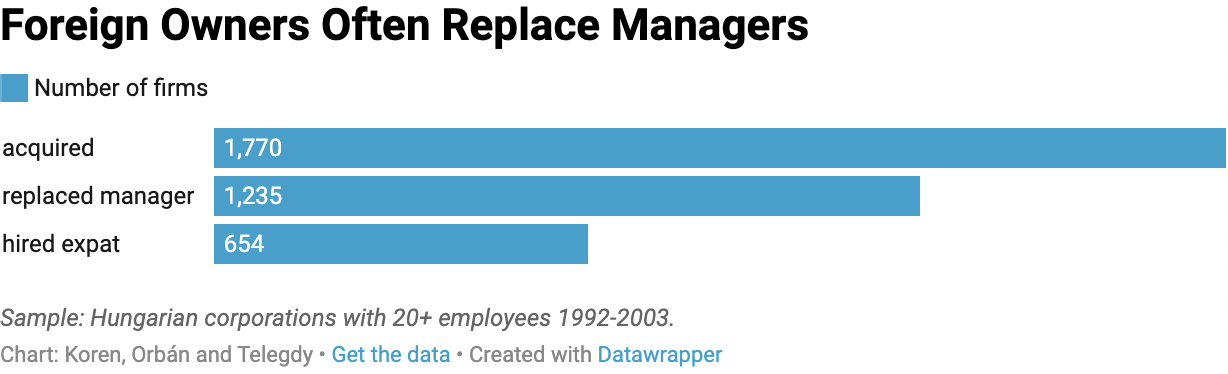 Foreign Owners Often Replace Managers
Number of firms
acquired 1,770
replaced manager 1,235
hired expat 654
Sample: Hungarian corporations with 20+ employees 1992-2003.
Chart: Koren, Orbán and Telegdy • Get the data • Created with Datawrapper